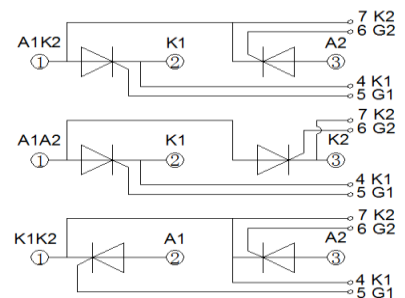 7 K2
6 G2
A1K2 K1 A2
① ② ③
4 K1
5 G1
7 K2
6 G2
A1A2 K1 K2
① ② ③
4 K1
5 G1
7 K2
6 G2
K1K2 A1 A2
① ② ③
4 K1
5 G1